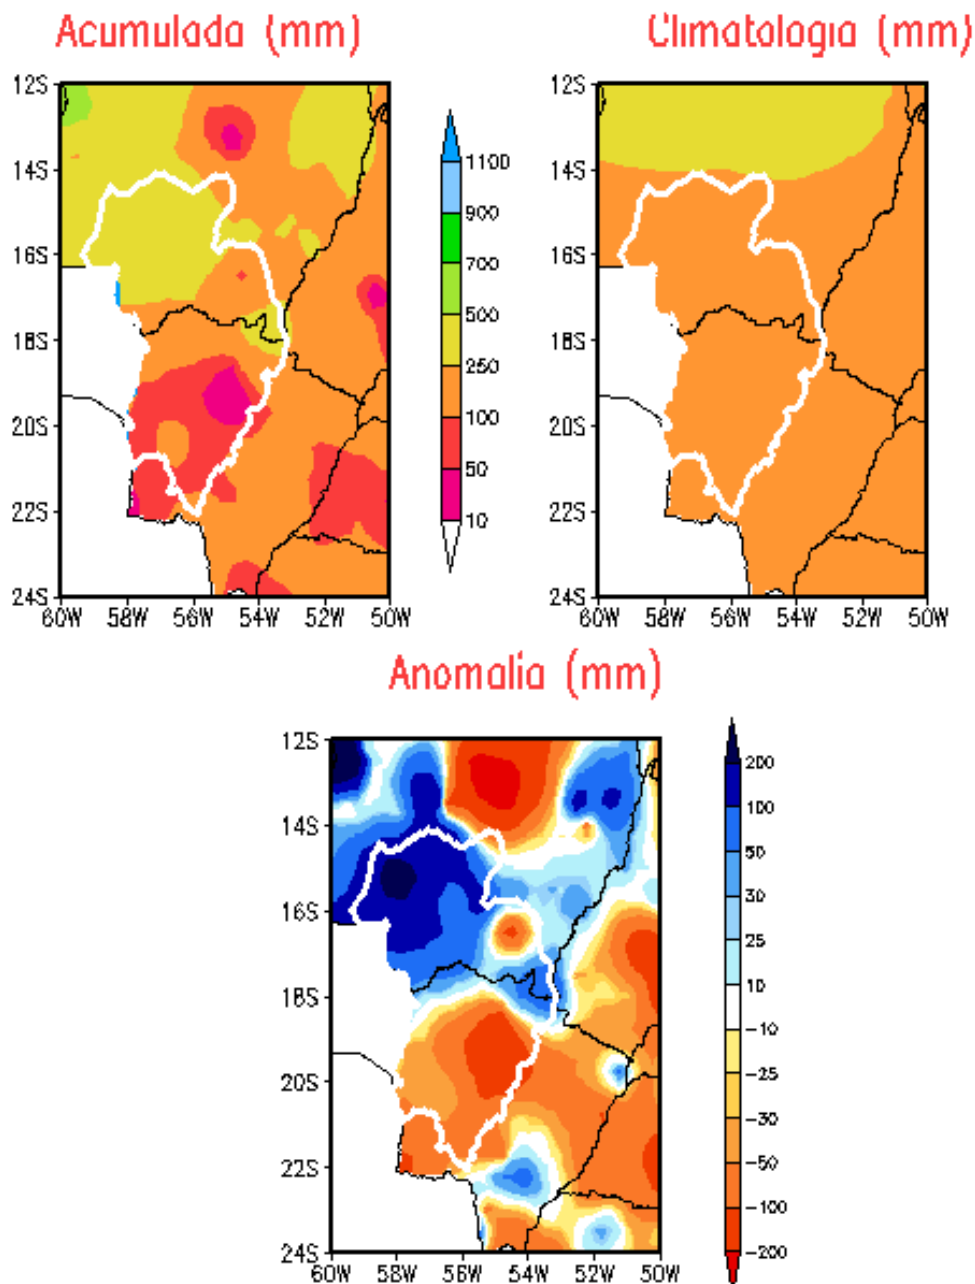 Acumulada (mm)
Climatologia (mm)
12S
14S
16S
18S
20S
22S
24S
60W 58W 56W 54W 52W 50W
1100
900
700
500
250
100
50
10
12S
14S
16S
18S
20S
22S
24S
60W 58W 56W 54W 52W 50W
Anomalia (mm)
12S
14S
16S
18S
20S
22S
24S
60W 58W 56W 54W 52W 50W
200
100
50
30
25
10
-10
-25
-30
-50
-100
-200